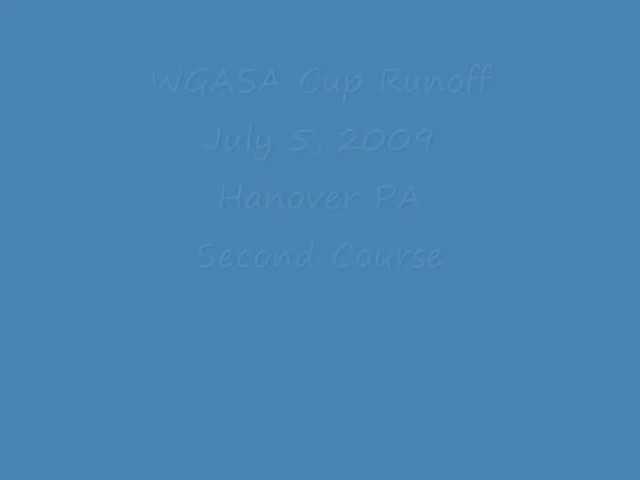 WGASA Cup Runoff
July 5, 2009
Hanover PA
Second Course